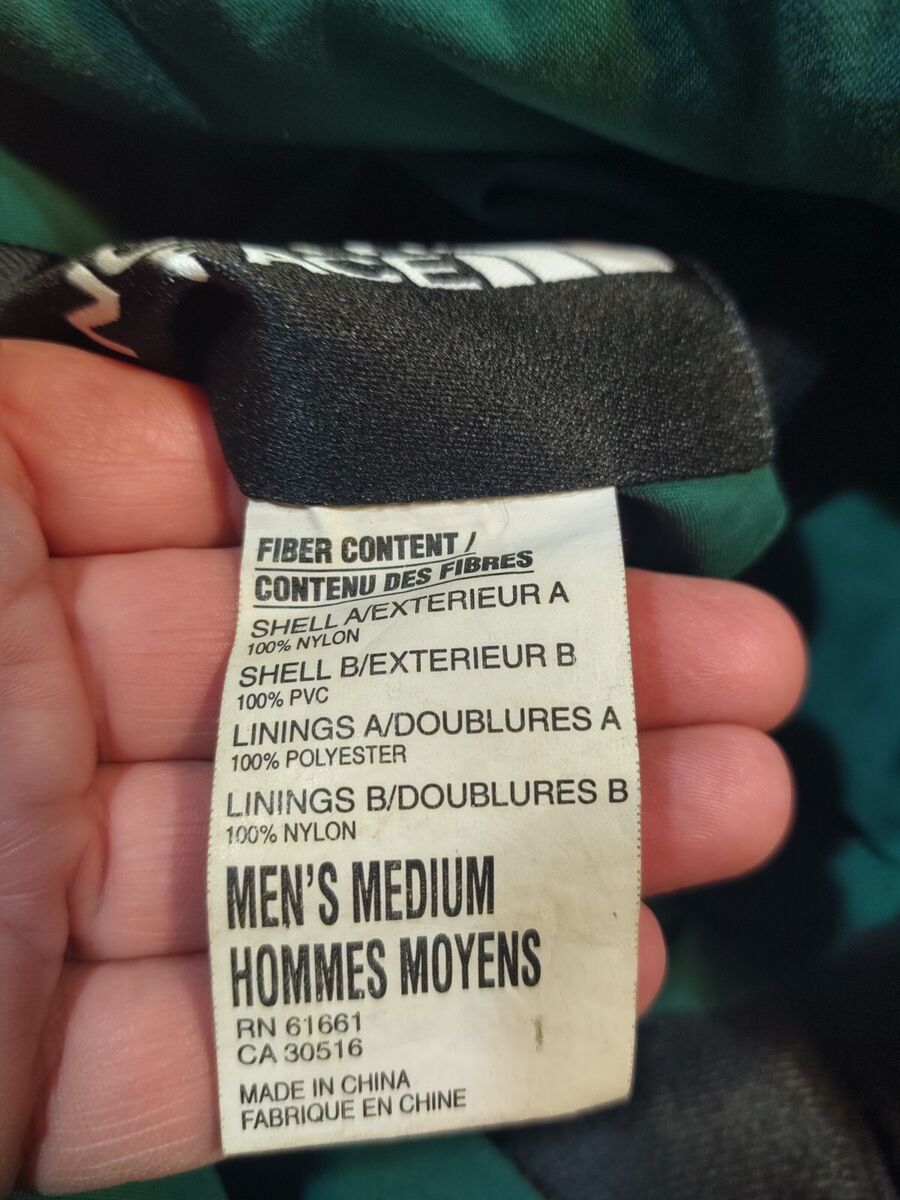 FIBER CONTENT /
CONTENU DES FIBRES
SHELL A/EXTERIEUR A
100% NYLON
SHELL B/EXTERIEUR B
100% PVC
LININGS A/DOUBLURES A
100% POLYESTER
LININGS B/DOUBLURES B
100% NYLON
MEN'S MEDIUM
HOMMES MOYENS
RN 61661
CA 30516
MADE IN CHINA
FABRIQUE EN CHINE